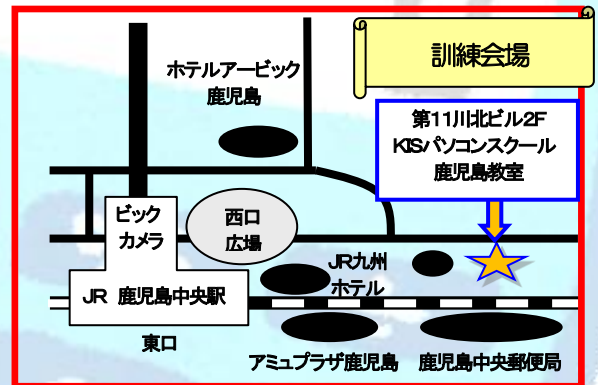 訓練会場
ホテルアービック
鹿児島
第11川北ビル2F
KISパソコンスクール
鹿児島教室
ビック
カメラ
西口
広場
JR九州
ホテル
JR 鹿児島中央駅
東口
アミュプラザ鹿児島
鹿児島中央郵便局